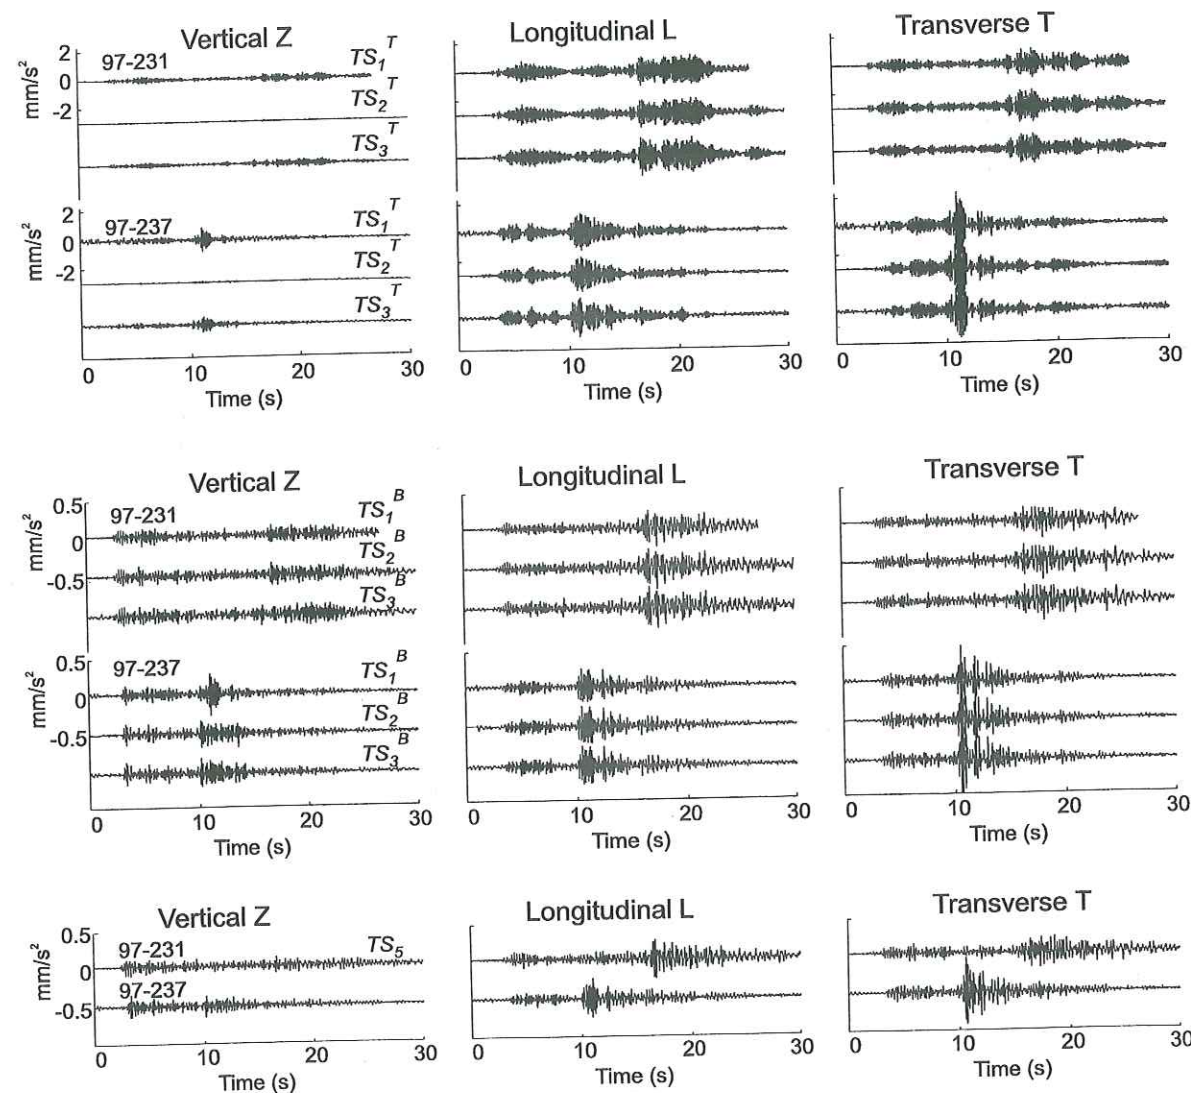 Vertical Z Longitudinal L Transverse T
2
0
-2
mm/s²
97-231 TS₁ᵀ
TS₂ᵀ
TS₃ᵀ
2
0
-2
mm/s²
97-237 TS₁ᵀ
TS₂ᵀ
TS₃ᵀ
0 10 20 30 0 10 20 30 0 10 20 30
Time (s) Time (s) Time (s)
Vertical Z Longitudinal L Transverse T
0.5
0
-0.5
mm/s²
97-231 TS₁ᴮ
TS₂ᴮ
TS₃ᴮ
0.5
0
-0.5
mm/s²
97-237 TS₁ᴮ
TS₂ᴮ
TS₃ᴮ
0 10 20 30 0 10 20 30 0 10 20 30
Time (s) Time (s) Time (s)
Vertical Z Longitudinal L Transverse T
0.5
0
-0.5
mm/s²
97-231 TS₅
97-237
0 10 20 30 0 10 20 30 0 10 20 30
Time (s) Time (s) Time (s)